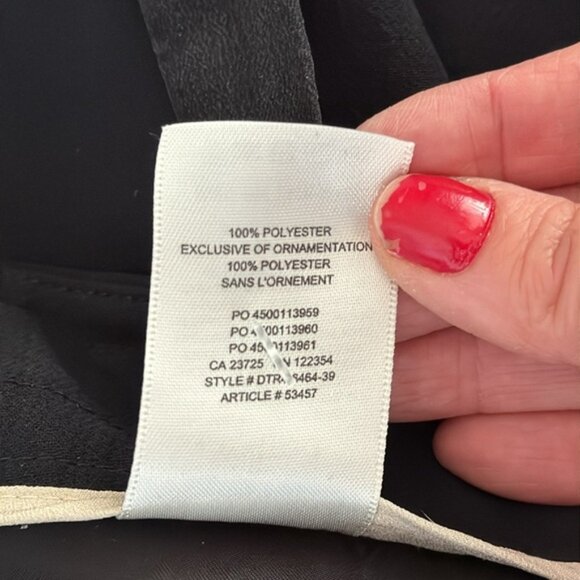 100% POLYESTER
EXCLUSIVE OF ORNAMENTATION
100% POLYESTER
SANS L'ORNEMENT
PO 4500113959
PO
PO
CA 23725 122354
STYLE #
ARTICLE # 53457